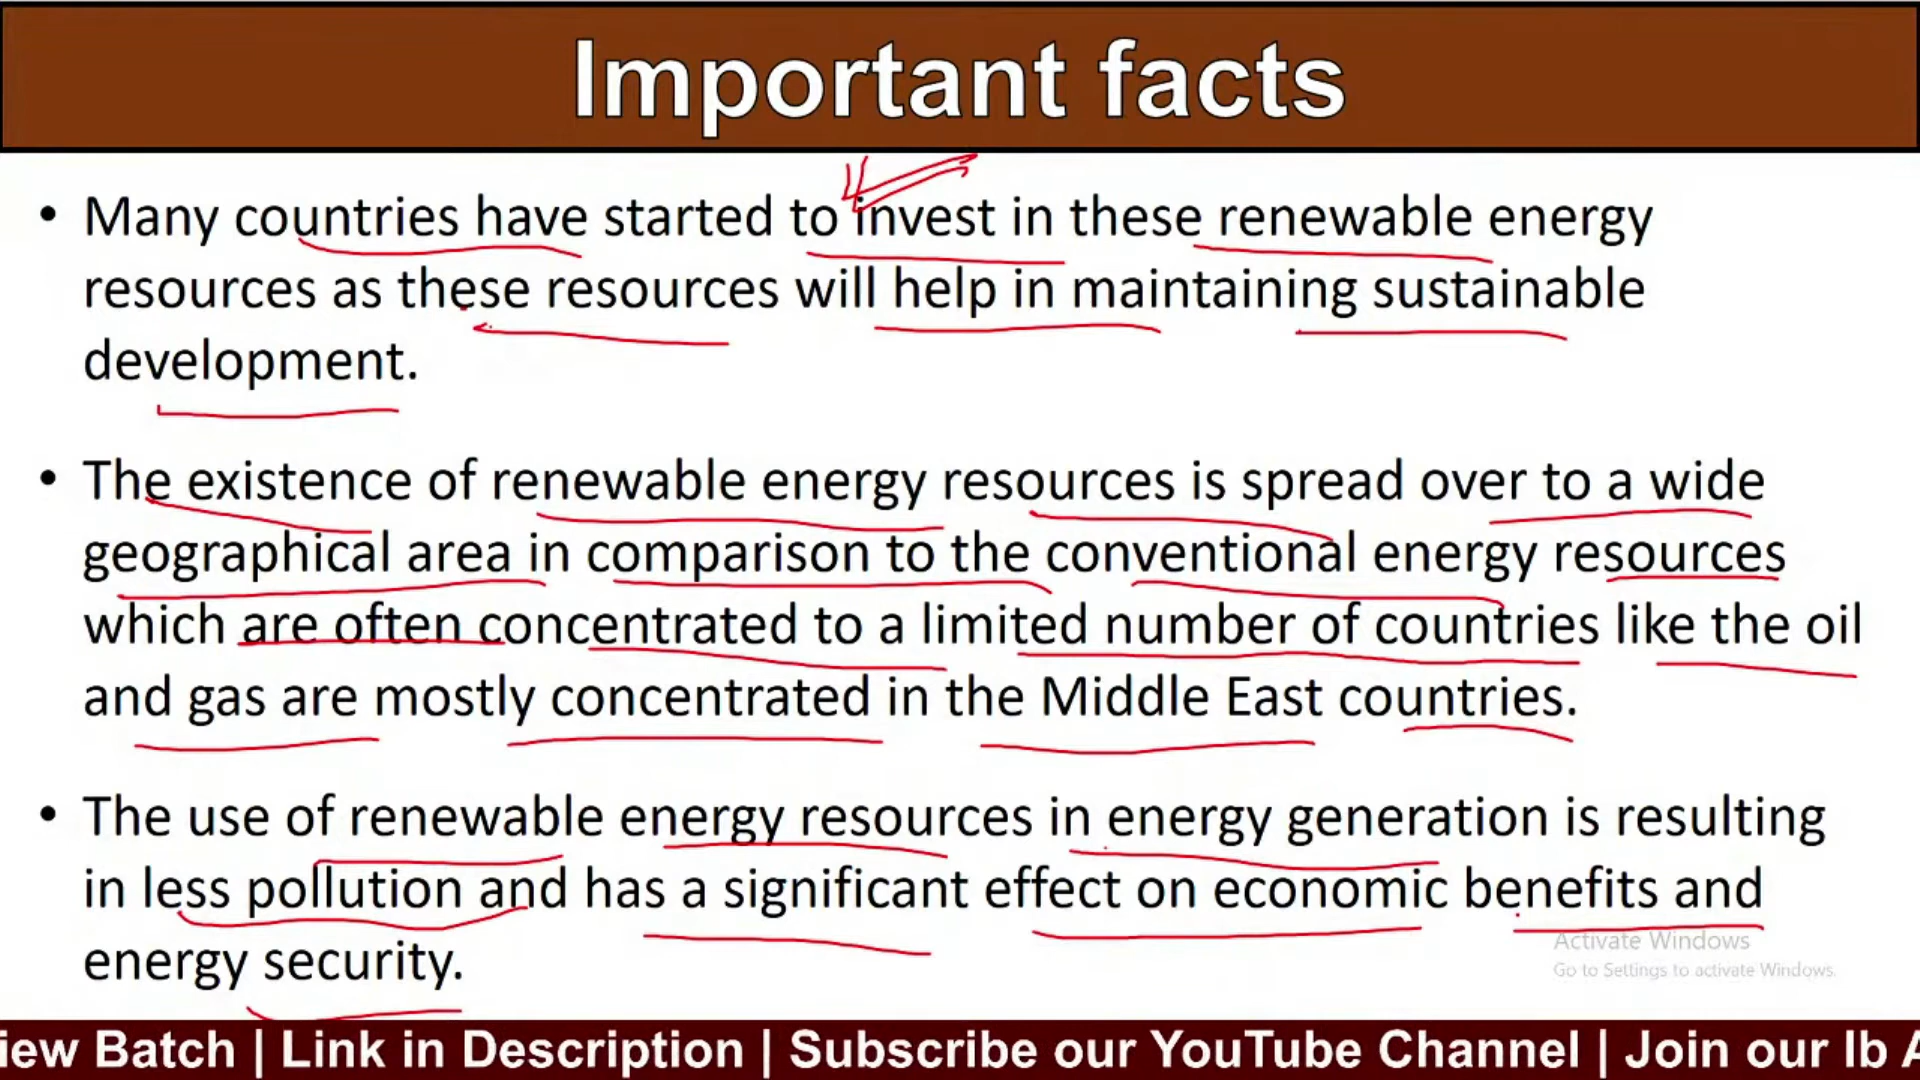 Important facts
• Many countries have started to invest in these renewable energy
resources as these resources will help in maintaining sustainable
development.
• The existence of renewable energy resources is spread over to a wide
geographical area in comparison to the conventional energy resources
which are often concentrated to a limited number of countries like the oil
and gas are mostly concentrated in the Middle East countries.
• The use of renewable energy resources in energy generation is resulting
in less pollution and has a significant effect on economic benefits and
energy security.
Activate Windows
Go to Settings to activate Windows.
iew Batch | Link in Description | Subscribe our YouTube Channel | Join our Ib A